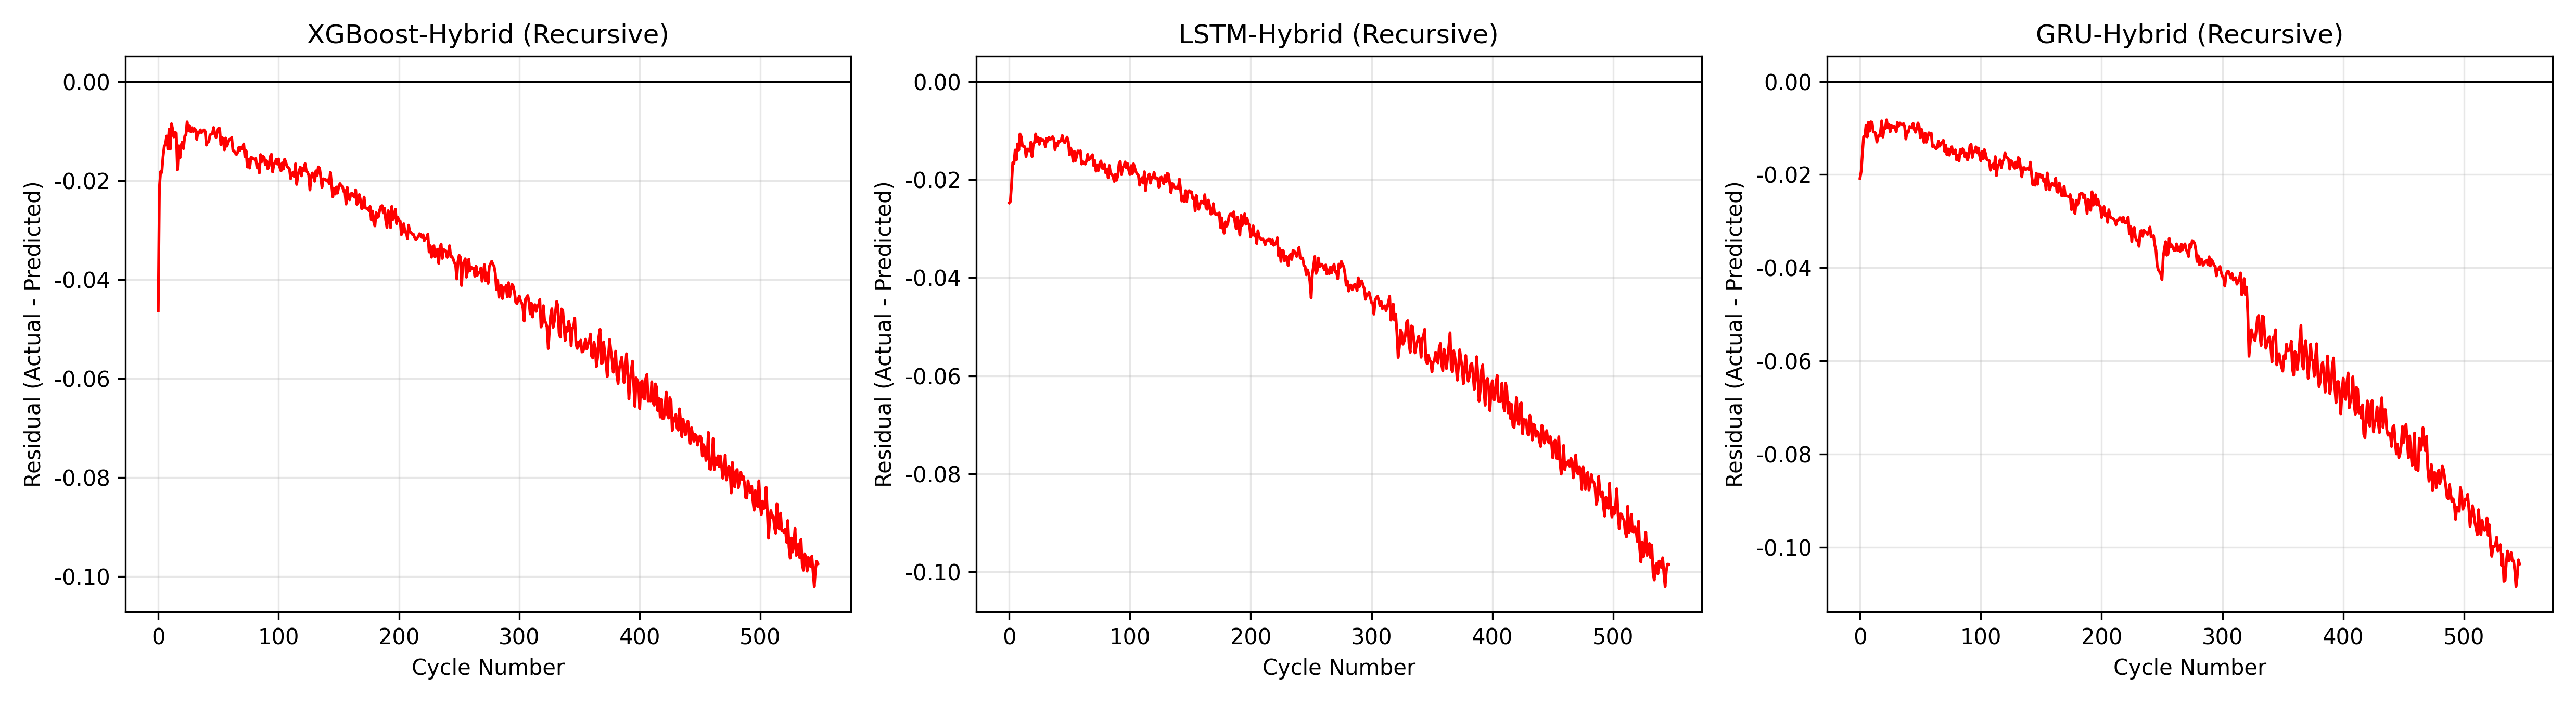 XGBoost-Hybrid (Recursive)
Residual (Actual - Predicted)
0.00
-0.02
-0.04
-0.06
-0.08
-0.10
0 100 200 300 400 500
Cycle Number
LSTM-Hybrid (Recursive)
Residual (Actual - Predicted)
0.00
-0.02
-0.04
-0.06
-0.08
-0.10
0 100 200 300 400 500
Cycle Number
GRU-Hybrid (Recursive)
Residual (Actual - Predicted)
0.00
-0.02
-0.04
-0.06
-0.08
-0.10
0 100 200 300 400 500
Cycle Number